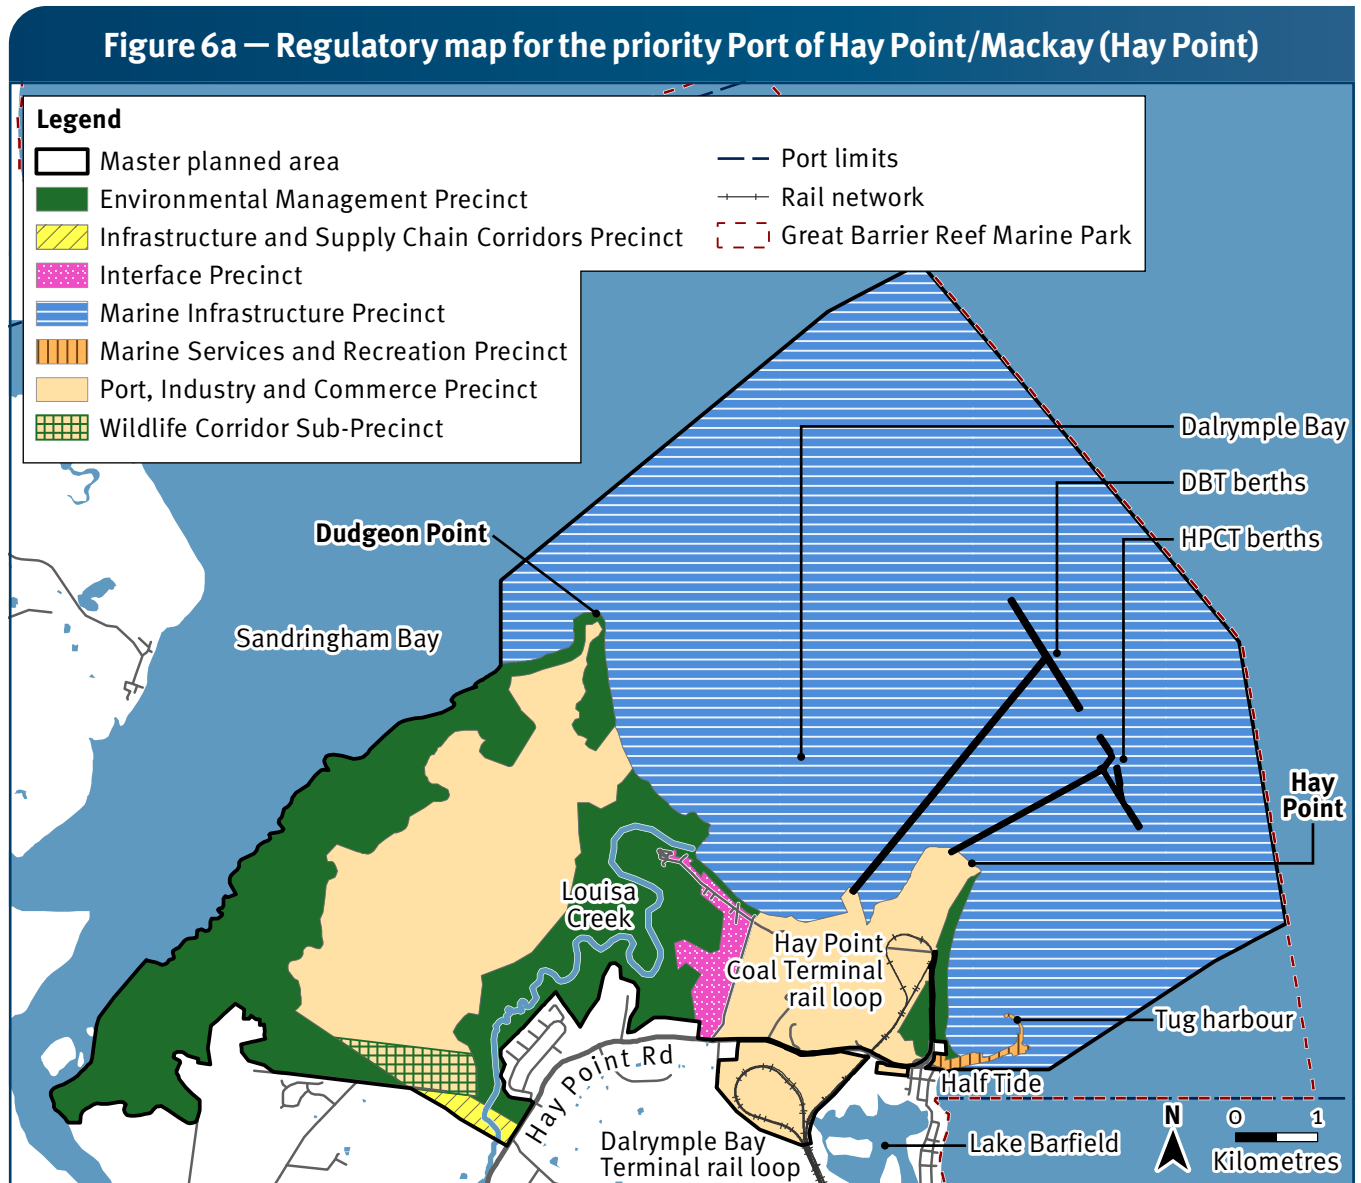 Figure 6a — Regulatory map for the priority Port of Hay Point/Mackay (Hay Point)
Legend
Master planned area
Environmental Management Precinct
Infrastructure and Supply Chain Corridors Precinct
Interface Precinct
Marine Infrastructure Precinct
Marine Services and Recreation Precinct
Port, Industry and Commerce Precinct
Wildlife Corridor Sub-Precinct
Port limits
Rail network
Great Barrier Reef Marine Park
Dalrymple Bay
DBT berths
HPCT berths
Dudgeon Point
Sandringham Bay
Hay
Point
Louisa
Creek
Hay Point
Coal Terminal
rail loop
Tug harbour
Hay Point Rd
Half Tide
Dalrymple Bay
Terminal rail loop
Lake Barfield
N
0 1
Kilometres